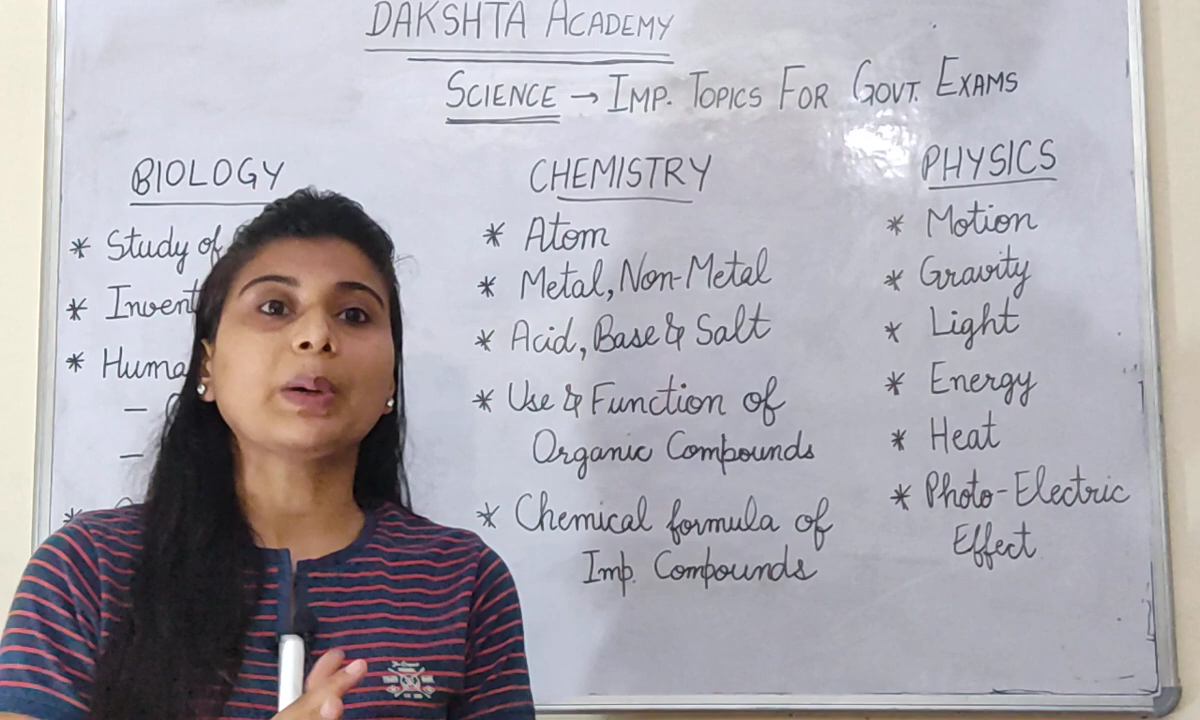 DAKSHTA ACADEMY
SCIENCE → IMP. TOPICS FOR GOVT. EXAMS
BIOLOGY
* Study of
*
*
–
–
*
CHEMISTRY
* Atom
* Metal, Non-Metal
* Acid, Base & Salt
* Use & Function of
Organic Compounds
* Chemical formula of
Imp. Compounds
PHYSICS
* Motion
* Gravity
* Light
* Energy
* Heat
* Photo-Electric
Effect